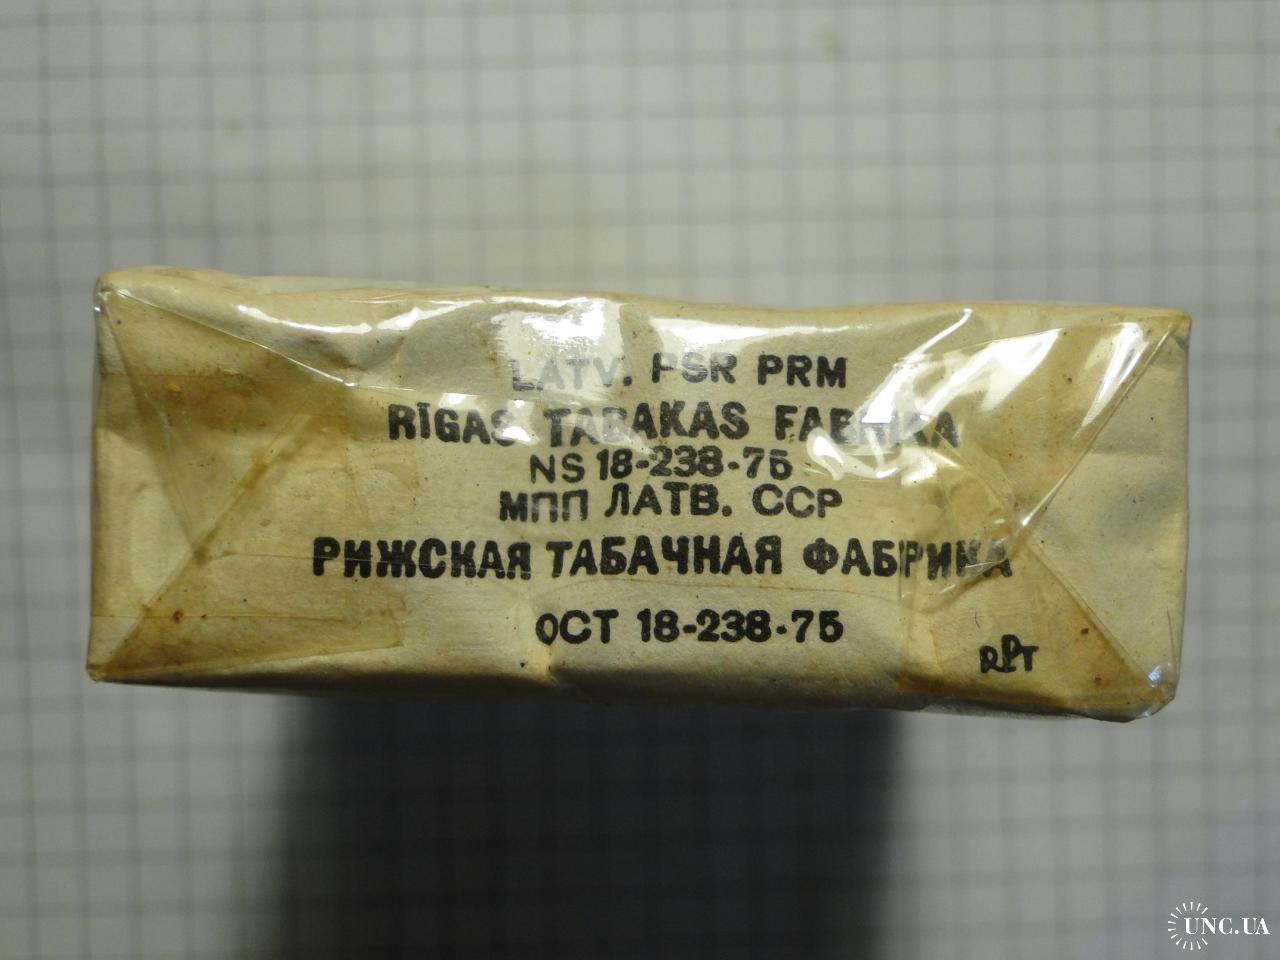 LATV. PSR PRM
RĪGAS TABAKAS FABRIKA
NS 18-238-75
МПП ЛАТВ. ССР
РИЖСКАЯ ТАБАЧНАЯ ФАБРИКА
ОСТ 18-238-75
RPT
UNC.UA